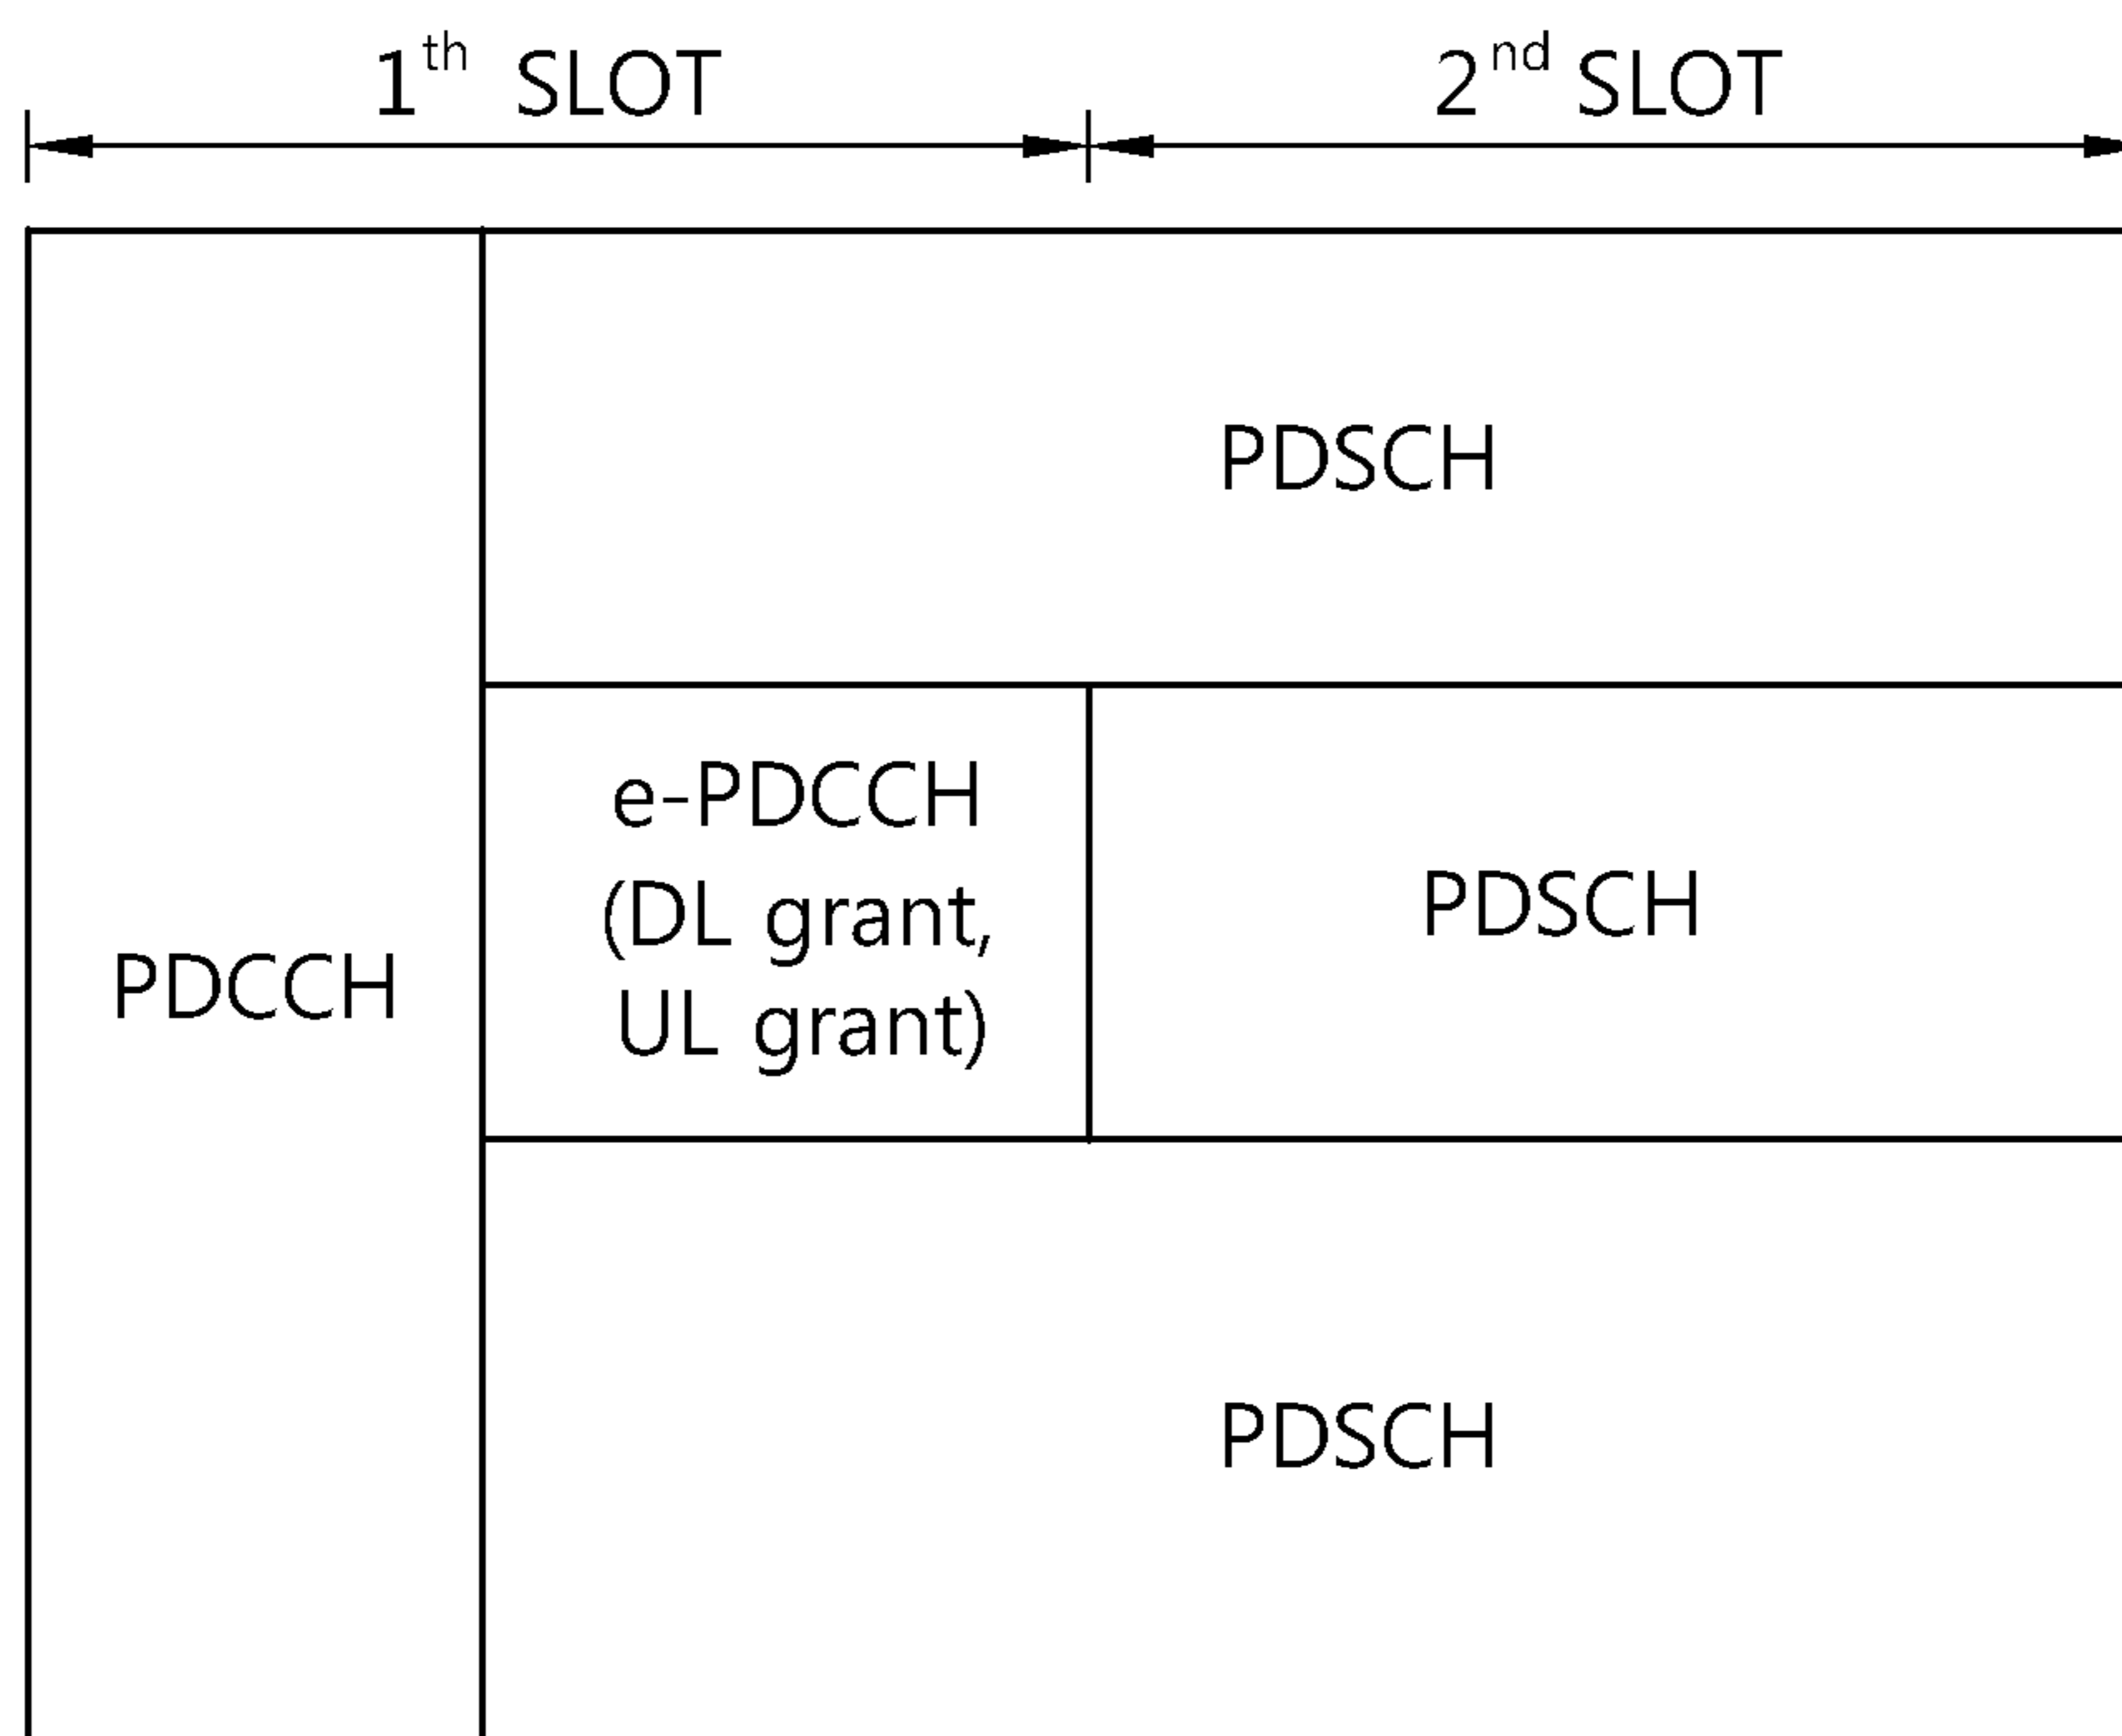 1th SLOT 2nd SLOT
PDSCH
e-PDCCH
(DL grant,
UL grant)
PDSCH
PDCCH
PDSCH